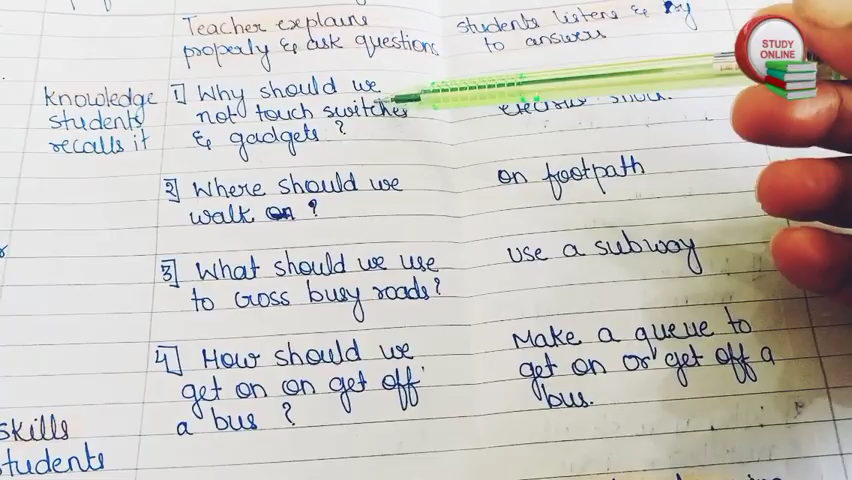 Teacher explains
properly & ask questions
students listens & try
to answers
STUDY
ONLINE
Knowledge
students
recalls it
1] Why should we
not touch switches
& gadgets ?
electric shock.
2] Where should we
walk on ?
on footpath
3] What should we use
to cross busy roads?
use a subway
4] How should we
get on on get off
a bus ?
Make a queue to
get on or get off a
bus.
skills
students